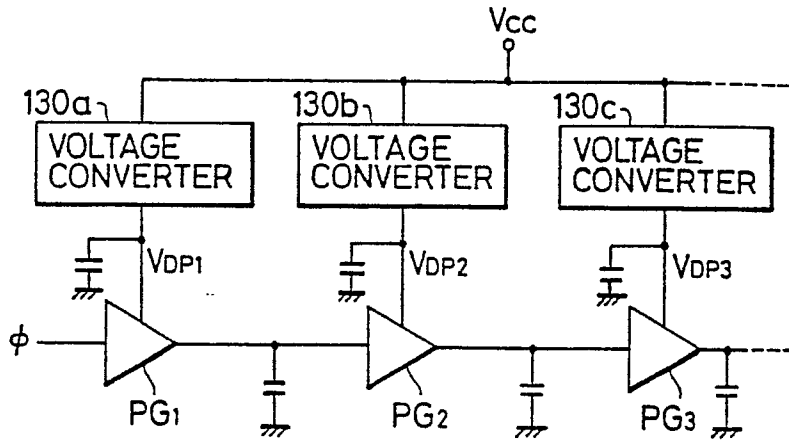 Vcc
130a
130b
130c
VOLTAGE CONVERTER
VOLTAGE CONVERTER
VOLTAGE CONVERTER
VDP1
VDP2
VDP3
ϕ
PG1
PG2
PG3